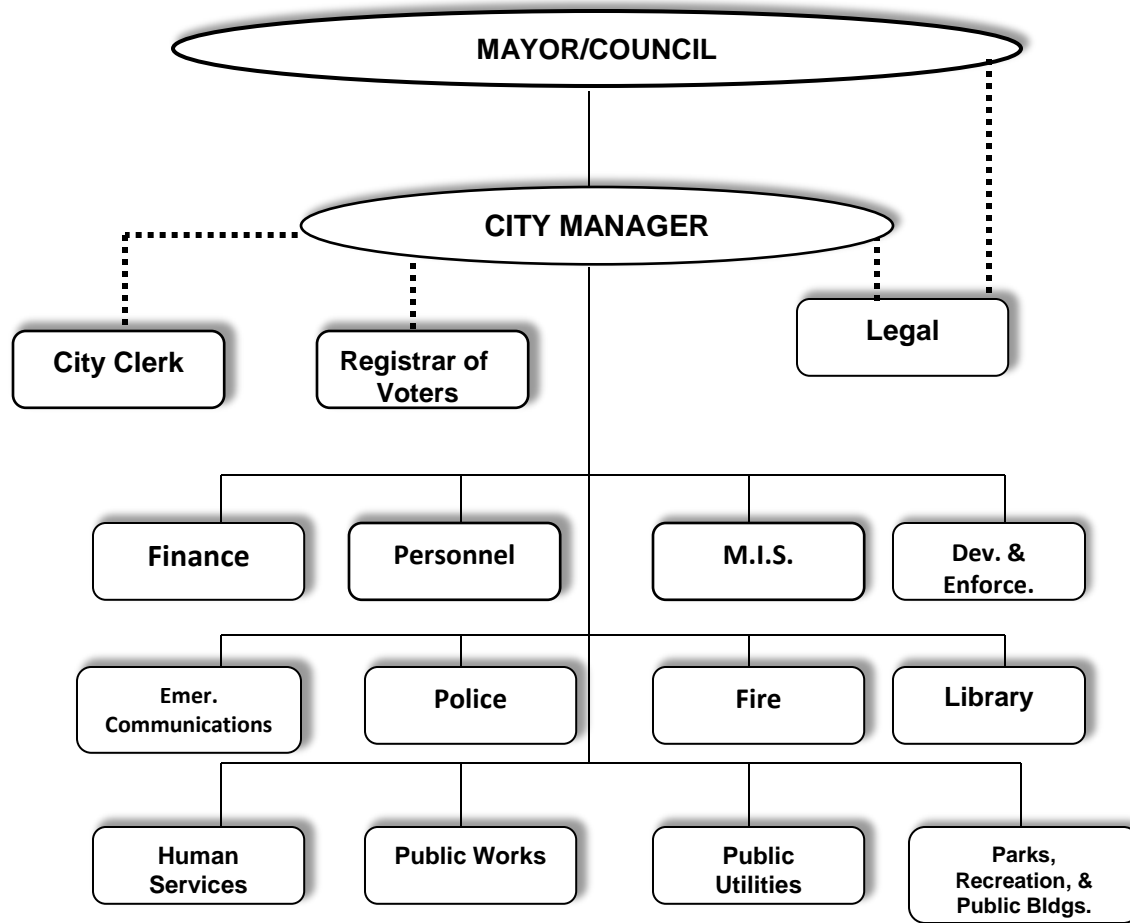 MAYOR/COUNCIL
CITY MANAGER
City Clerk
Registrar of
Voters
Legal
Finance
Personnel
M.I.S.
Dev. &
Enforce.
Emer.
Communications
Police
Fire
Library
Human
Services
Public Works
Public
Utilities
Parks,
Recreation, &
Public Bldgs.